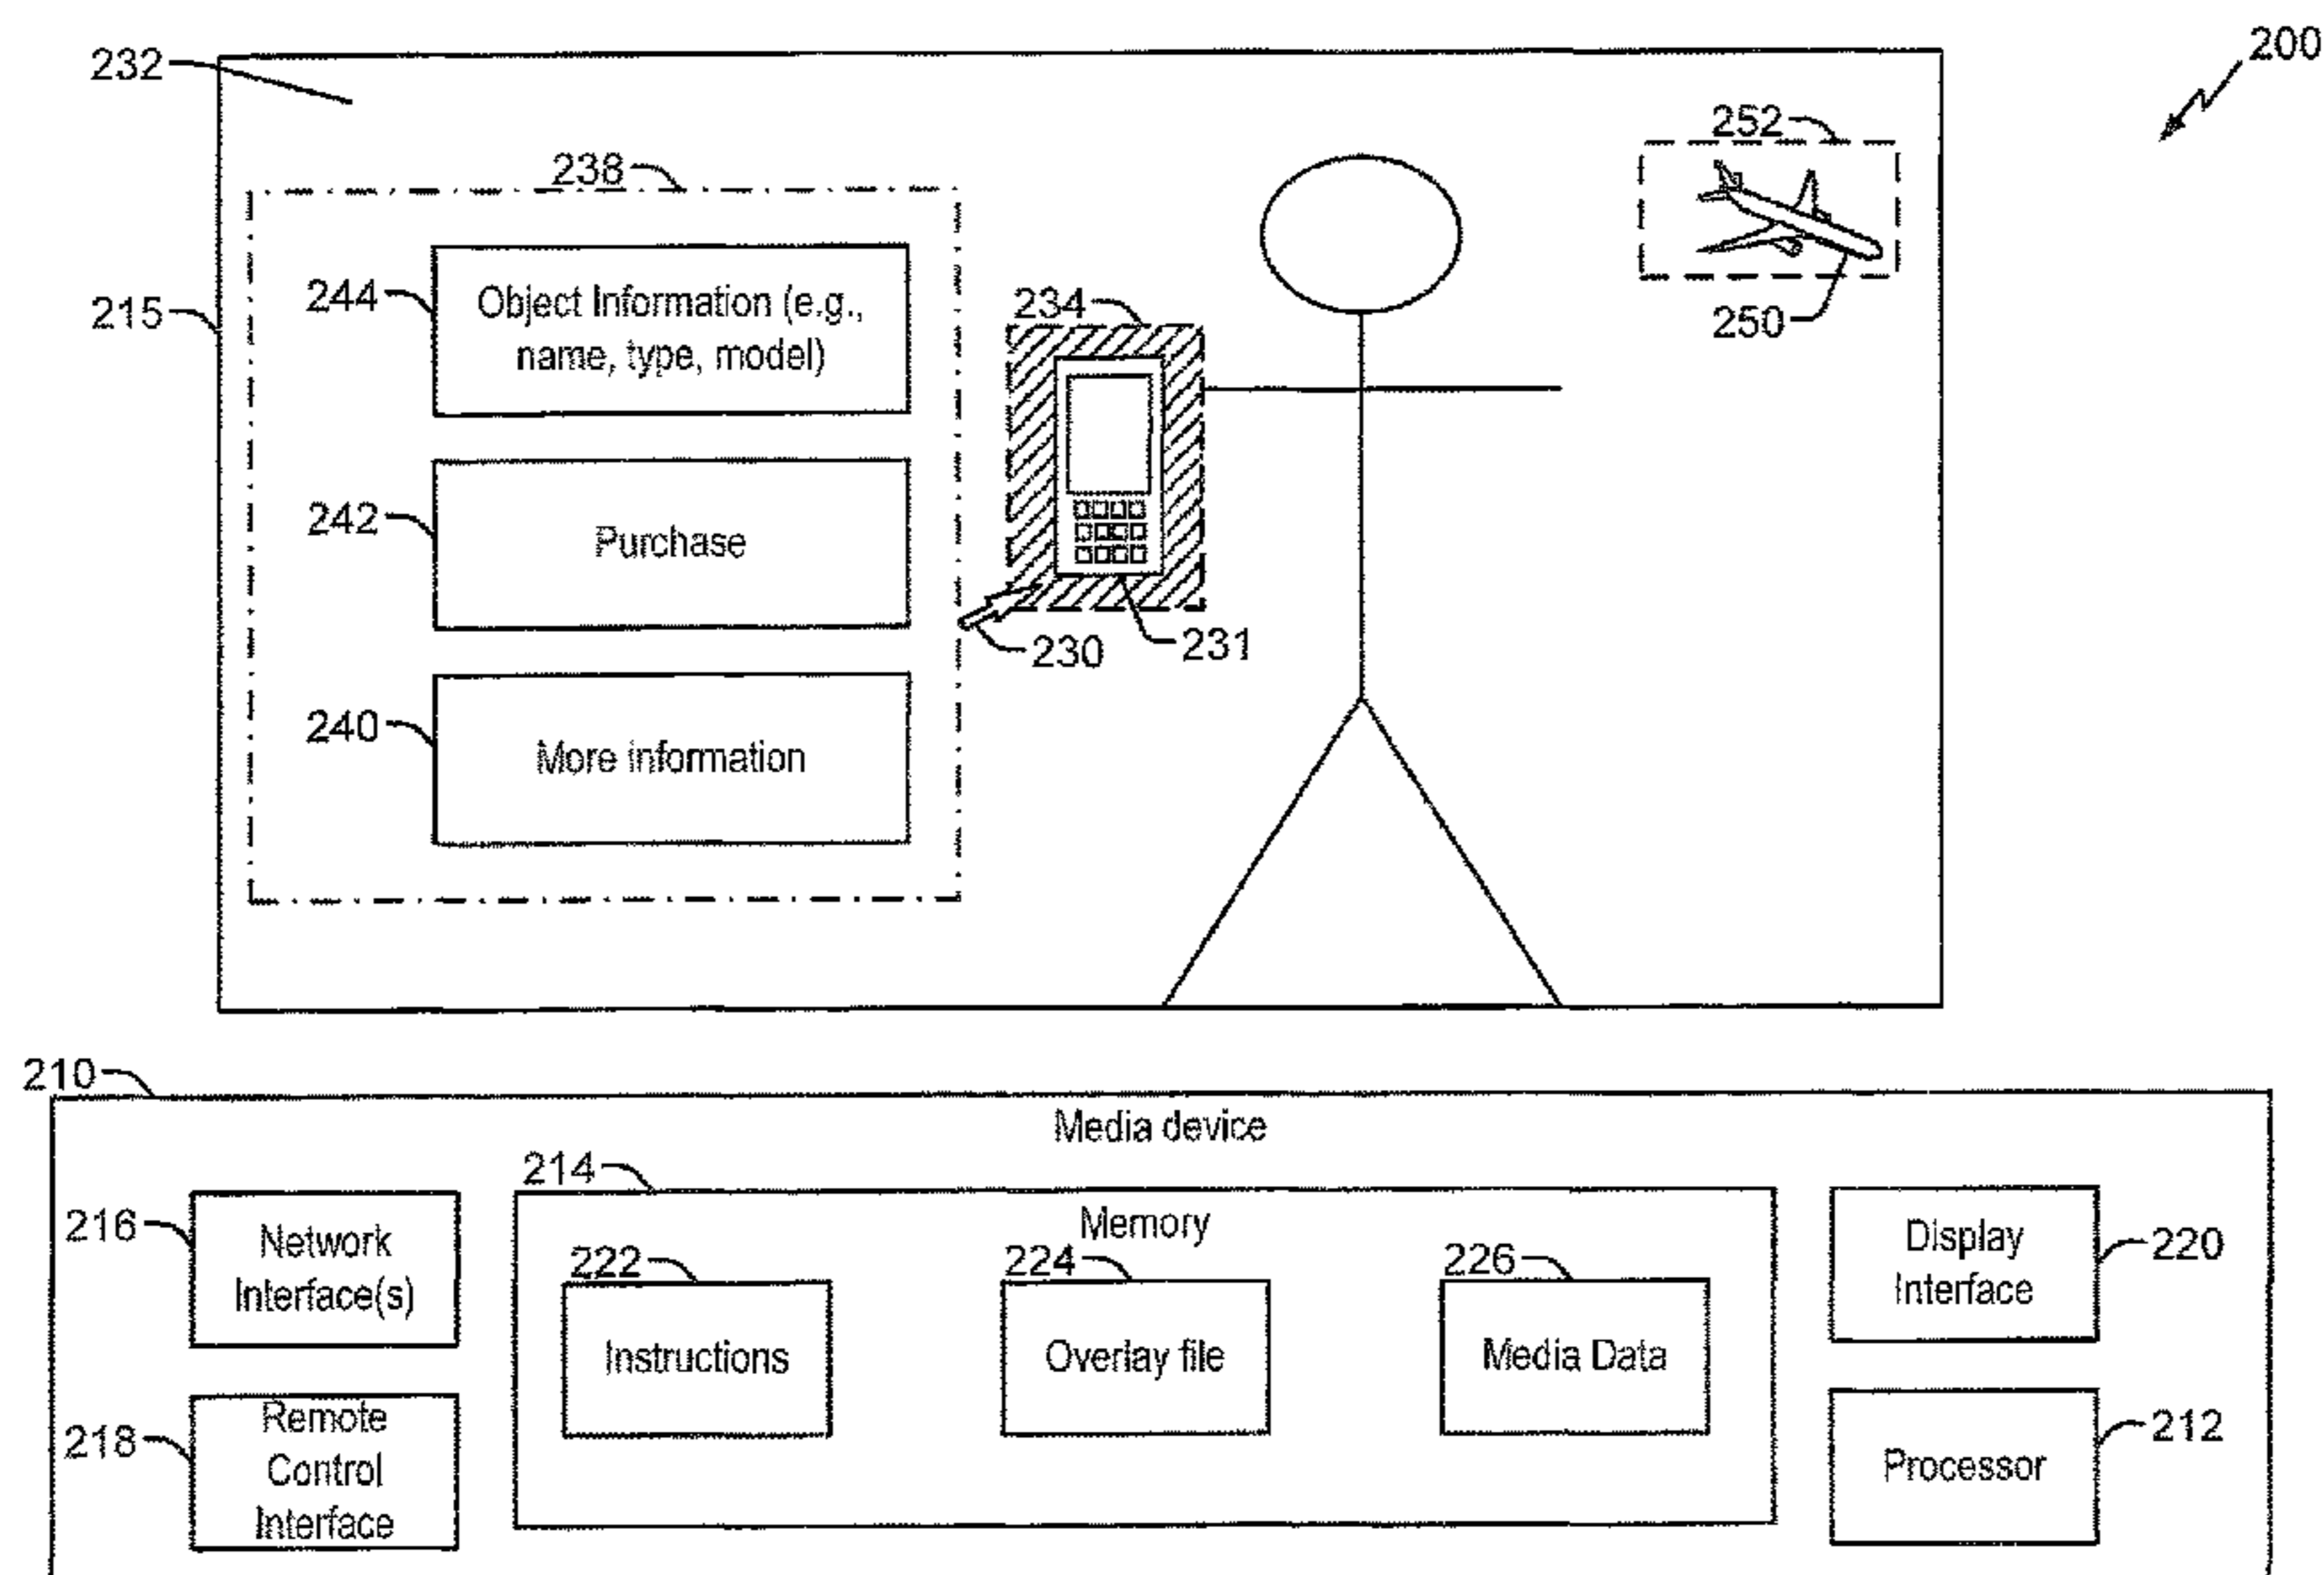 200
232
252
238
244
Object Information (e.g.,
name, type, model)
234
215
250
242
Purchase
230
231
240
More information
210
Media device
214
216
Network
Interface(s)
Memory
222
224
226
Display
Interface
220
Instructions
Overlay file
Media Data
218
Remote
Control
Interface
Processor
212